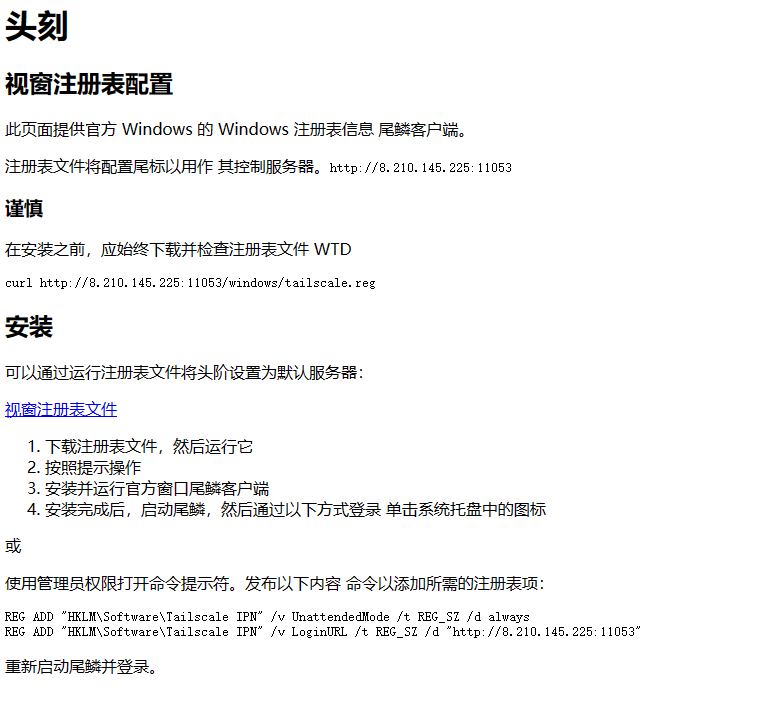 头刻
视窗注册表配置
此页面提供官方 Windows 的 Windows 注册表信息 尾鳞客户端。
注册表文件将配置尾标以用作 其控制服务器。http://8.210.145.225:11053
谨慎
在安装之前，应始终下载并检查注册表文件 WTD
curl http://8.210.145.225:11053/windows/tailscale.reg
安装
可以通过运行注册表文件将头阶设置为默认服务器：
视窗注册表文件
1. 下载注册表文件，然后运行它
2. 按照提示操作
3. 安装并运行官方窗口尾鳞客户端
4. 安装完成后，启动尾鳞，然后通过以下方式登录 单击系统托盘中的图标
或
使用管理员权限打开命令提示符。发布以下内容 命令以添加所需的注册表项：
REG ADD "HKLM\Software\Tailscale IPN" /v UnattendedMode /t REG_SZ /d always
REG ADD "HKLM\Software\Tailscale IPN" /v LoginURL /t REG_SZ /d "http://8.210.145.225:11053"
重新启动尾鳞并登录。